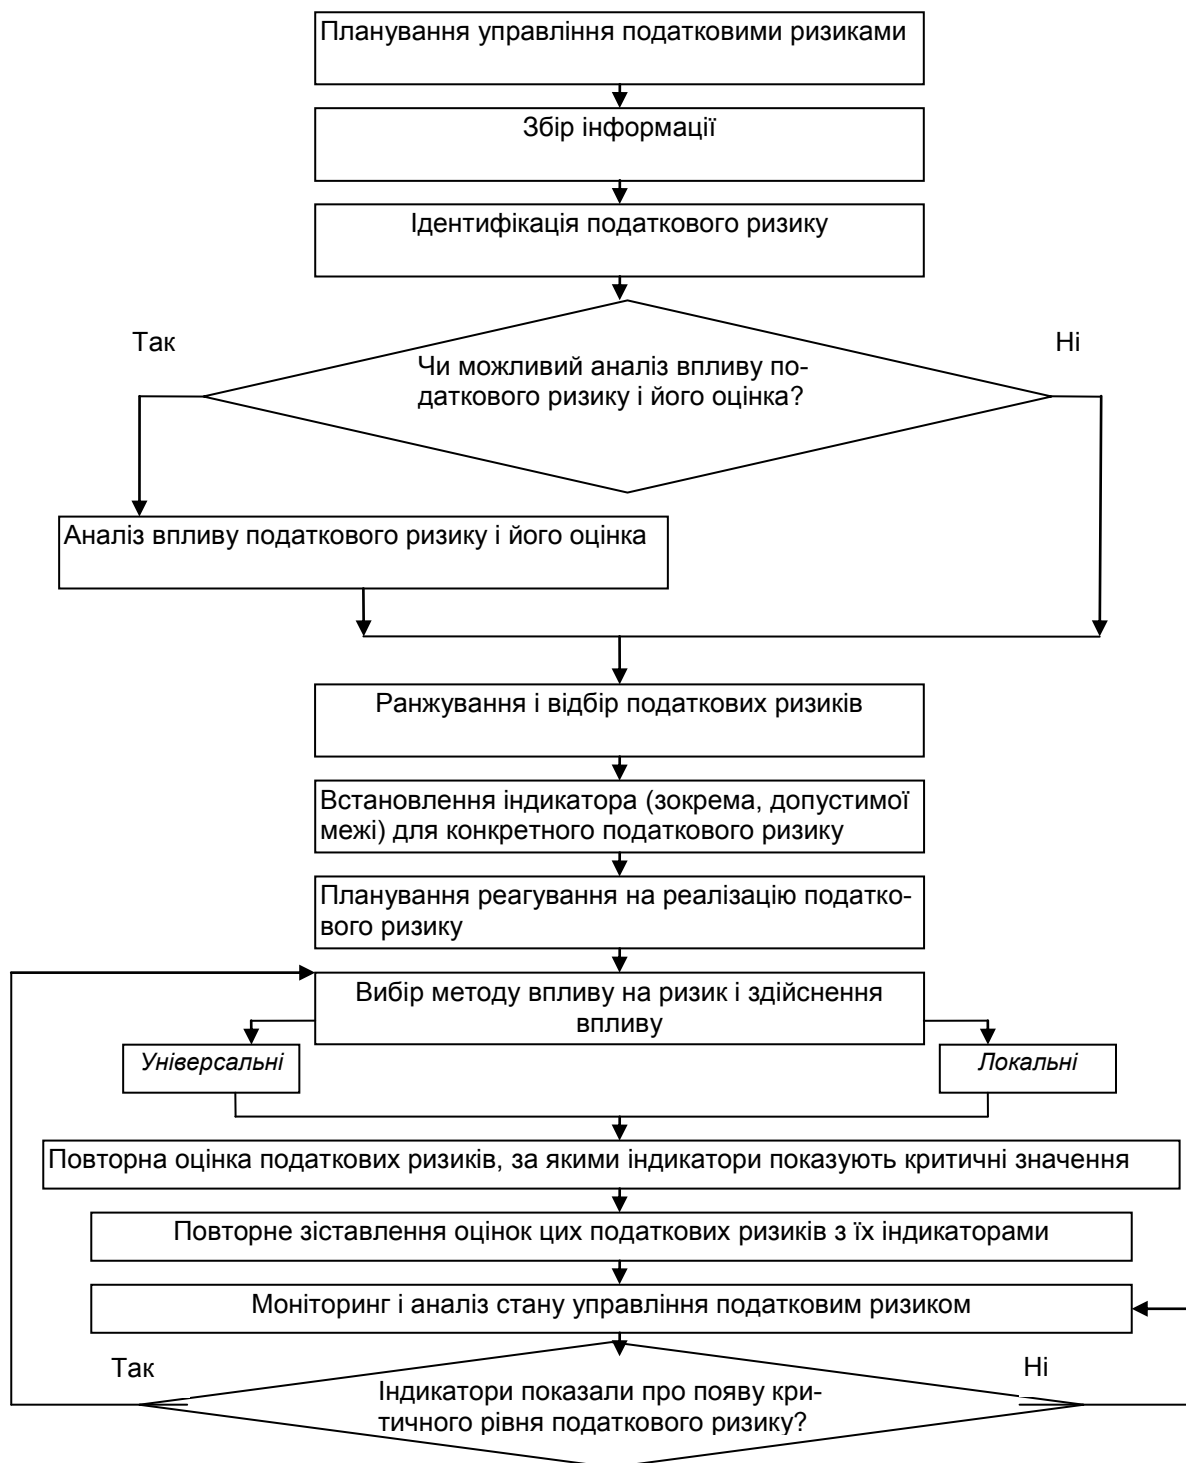 Планування управління податковими ризиками
Збір інформації
Ідентифікація податкового ризику
Так
Ні
Чи можливий аналіз впливу по-
даткового ризику і його оцінка?
Аналіз впливу податкового ризику і його оцінка
Ранжування і відбір податкових ризиків
Встановлення індикатора (зокрема, допустимої
межі) для конкретного податкового ризику
Планування реагування на реалізацію податко-
вого ризику
Вибір методу впливу на ризик і здійснення
впливу
Універсальні
Локальні
Повторна оцінка податкових ризиків, за якими індикатори показують критичні значення
Повторне зіставлення оцінок цих податкових ризиків з їх індикаторами
Моніторинг і аналіз стану управління податковим ризиком
Так
Ні
Індикатори показали про появу кри-
тичного рівня податкового ризику?